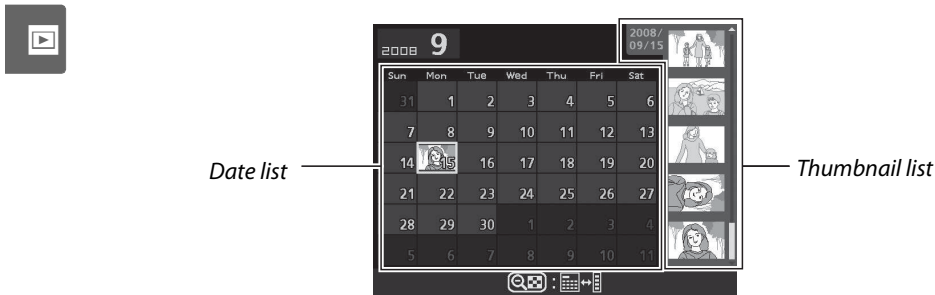 2008 9
2008/
09/15
Sun Mon Tue Wed Thu Fri Sat
31 1 2 3 4 5 6
7 8 9 10 11 12 13
Date list
14 15 16 17 18 19 20
Thumbnail list
21 22 23 24 25 26 27
28 29 30 1 2 3 4
5 6 7 8 9 10 11
: